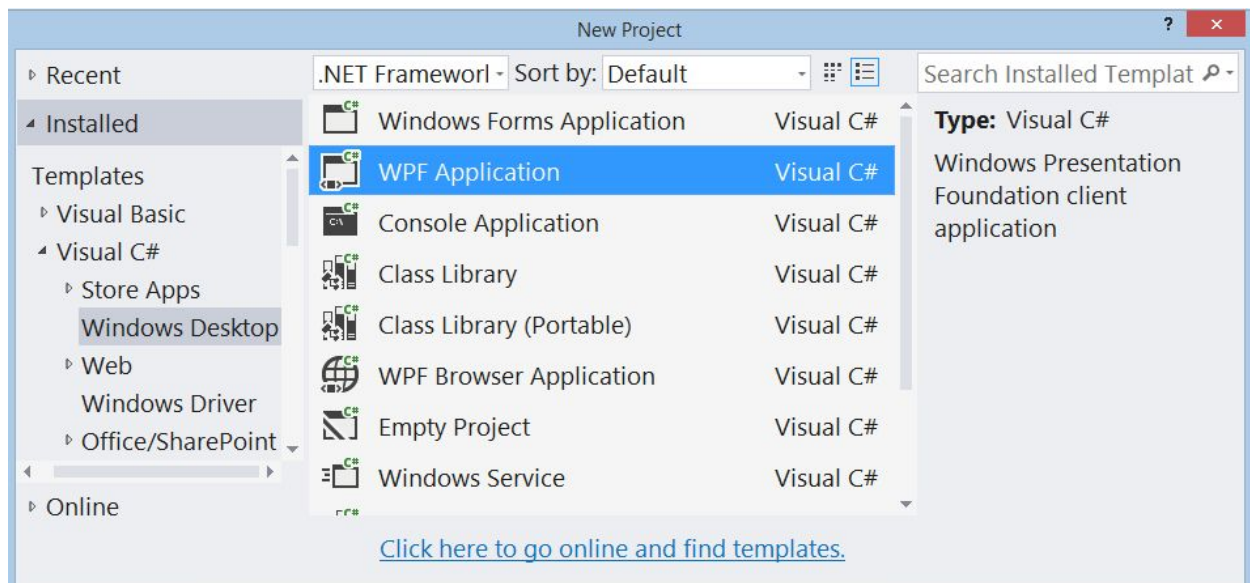 New Project
?
Recent
.NET Frameworl
Sort by: Default
Search Installed Templat
Installed
Templates
Visual Basic
Visual C#
Store Apps
Windows Desktop
Web
Windows Driver
Office/SharePoint
Online
Windows Forms Application Visual C#
WPF Application Visual C#
Console Application Visual C#
Class Library Visual C#
Class Library (Portable) Visual C#
WPF Browser Application Visual C#
Empty Project Visual C#
Windows Service Visual C#
Click here to go online and find templates.
Type: Visual C#
Windows Presentation
Foundation client
application